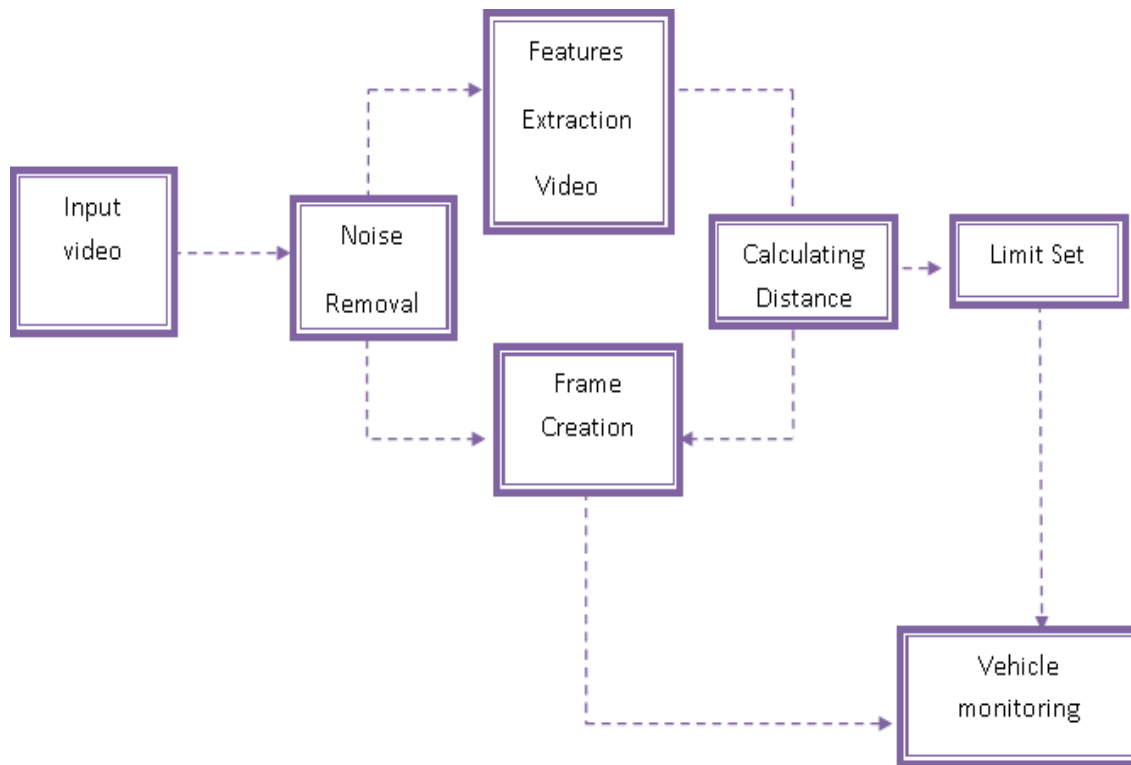 Input
video
Noise
Removal
Features
Extraction
Video
Frame
Creation
Calculating
Distance
Limit Set
Vehicle
monitoring